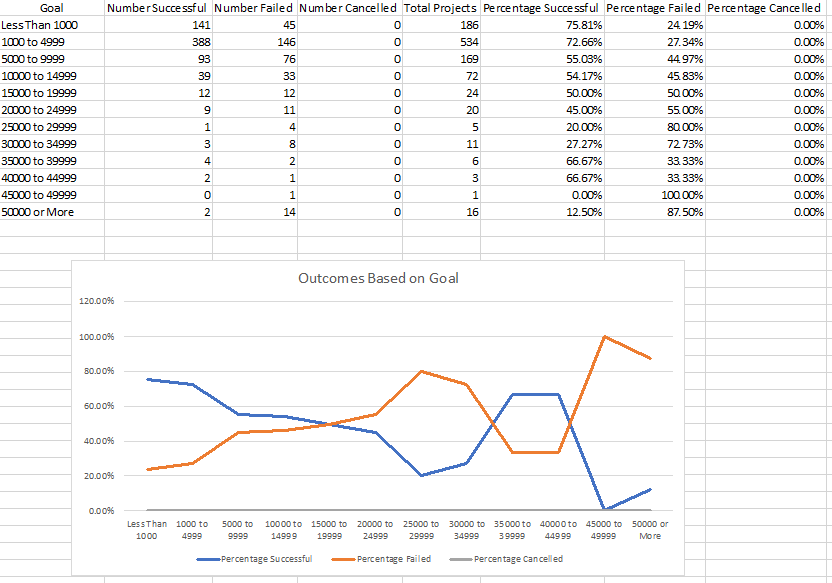 Goal Number Successful Number Failed Number Cancelled Total Projects Percentage Successful Percentage Failed Percentage Cancelled
Less Than 1000 141 45 0 186 75.81% 24.19% 0.00%
1000 to 4999 388 146 0 534 72.66% 27.34% 0.00%
5000 to 9999 93 76 0 169 55.03% 44.97% 0.00%
10000 to 14999 39 33 0 72 54.17% 45.83% 0.00%
15000 to 19999 12 12 0 24 50.00% 50.00% 0.00%
20000 to 24999 9 11 0 20 45.00% 55.00% 0.00%
25000 to 29999 1 4 0 5 20.00% 80.00% 0.00%
30000 to 34999 3 8 0 11 27.27% 72.73% 0.00%
35000 to 39999 4 2 0 6 66.67% 33.33% 0.00%
40000 to 44999 2 1 0 3 66.67% 33.33% 0.00%
45000 to 49999 0 1 0 1 0.00% 100.00% 0.00%
50000 or More 2 14 0 16 12.50% 87.50% 0.00%
Outcomes Based on Goal
120.00%
100.00%
80.00%
60.00%
40.00%
20.00%
0.00%
Less Than 1000 to 5000 to 10000 to 15000 to 20000 to 25000 to 30000 to 35000 to 40000 to 45000 to 50000 or
1000 4999 9999 14999 19999 24999 29999 34999 39999 44999 49999 More
Percentage Successful Percentage Failed Percentage Cancelled